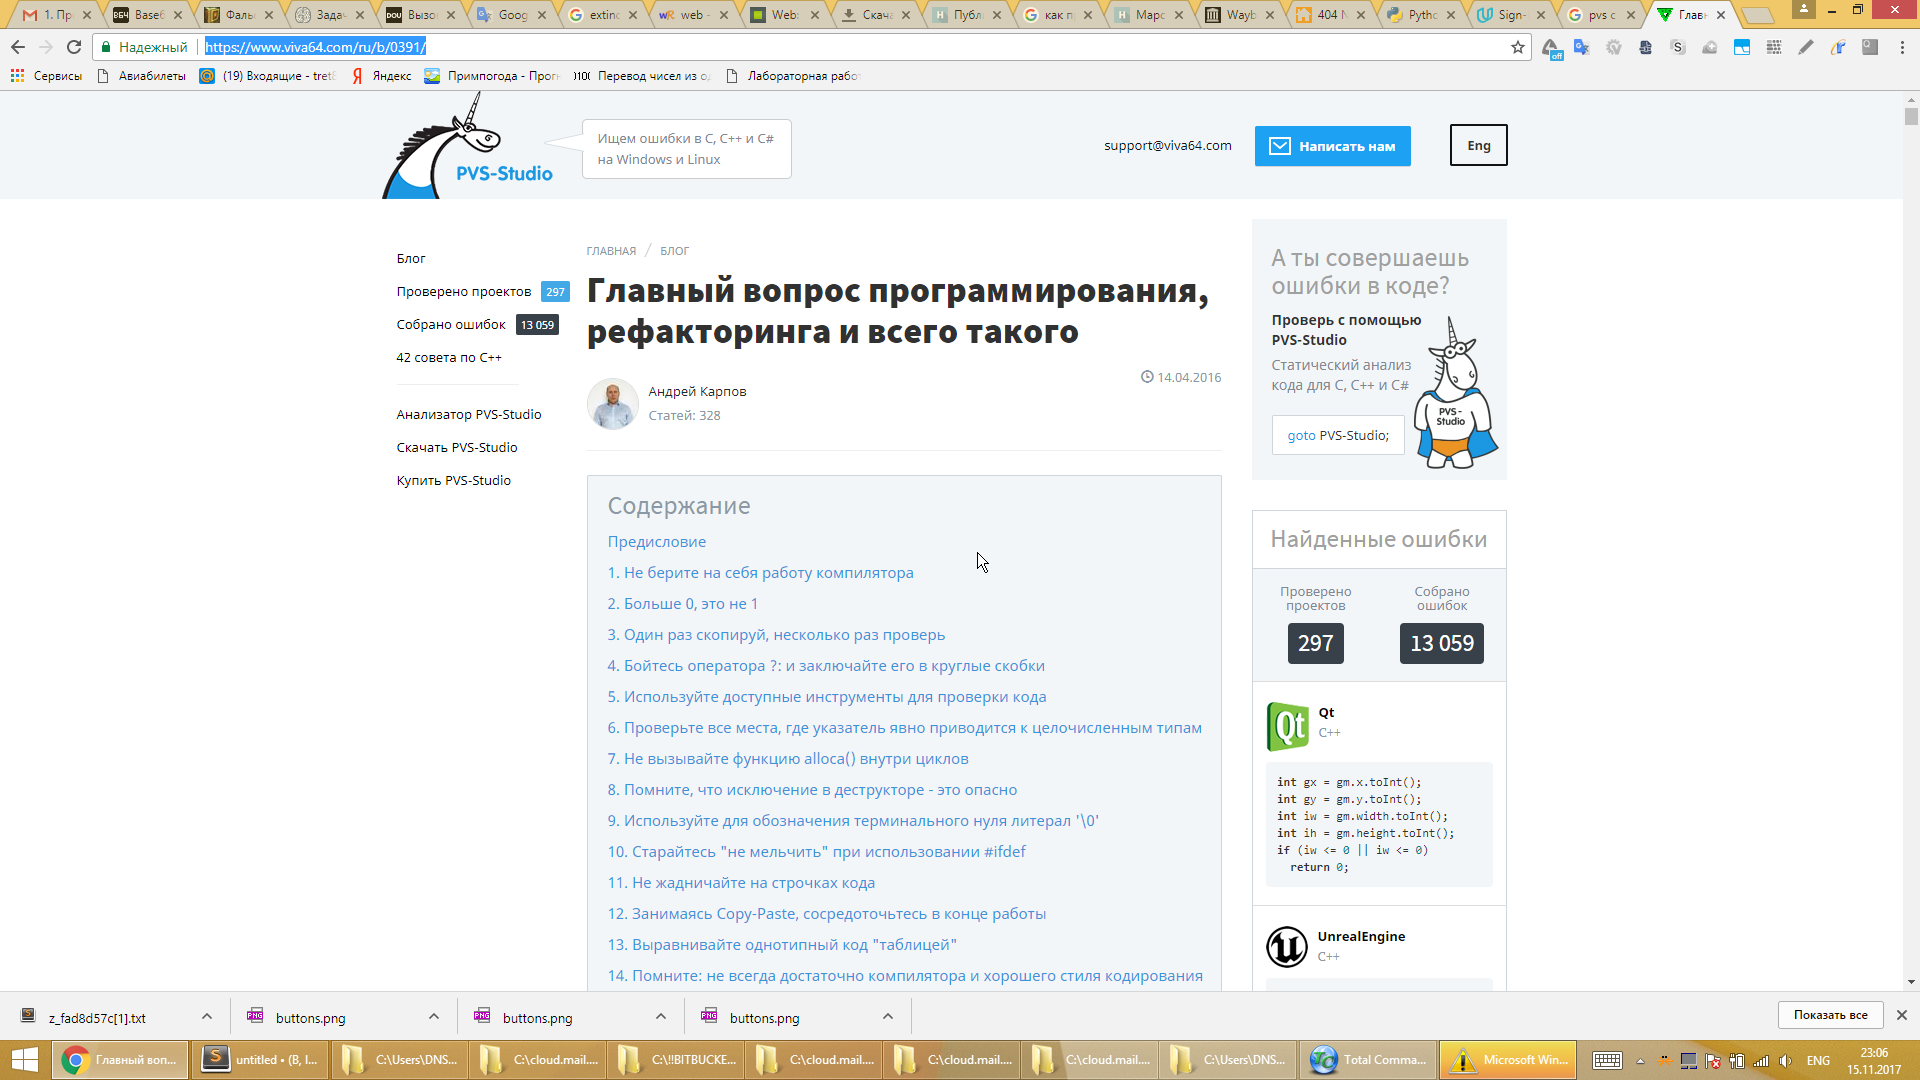 1. Пр
Base6
Фаль
Задач
Вызо
Goog
extinc
web -
Web:
Скача
Публ
как п
Марс
Wayb
404 N
Pytho
Sign-
pvs c
Главн
Надежный
https://www.viva64.com/ru/b/0391/
Сервисы
Авиабилеты
(19) Входящие - tret
Яндекс
Примпогода - Прог
Перевод чисел из о
Лабораторная рабо
PVS-Studio
Ищем ошибки в C, C++ и C#
на Windows и Linux
support@viva64.com
Написать нам
Eng
Блог
Проверено проектов 297
Собрано ошибок 13 059
42 совета по C++
Анализатор PVS-Studio
Скачать PVS-Studio
Купить PVS-Studio
ГЛАВНАЯ / БЛОГ
Главный вопрос программирования,
рефакторинга и всего такого
Андрей Карпов
Статей: 328
14.04.2016
Содержание
Предисловие
1. Не берите на себя работу компилятора
2. Больше 0, это не 1
3. Один раз скопируй, несколько раз проверь
4. Бойтесь оператора ?: и заключайте его в круглые скобки
5. Используйте доступные инструменты для проверки кода
6. Проверьте все места, где указатель явно приводится к целочисленным типам
7. Не вызывайте функцию alloca() внутри циклов
8. Помните, что исключение в деструкторе - это опасно
9. Используйте для обозначения терминального нуля литерал '\0'
10. Старайтесь "не мельчить" при использовании #ifdef
11. Не жадничайте на строчках кода
12. Занимаясь Copy-Paste, сосредоточьтесь в конце работы
13. Выравнивайте однотипный код "таблицей"
14. Помните: не всегда достаточно компилятора и хорошего стиля кодирования
А ты совершаешь
ошибки в коде?
Проверь с помощью
PVS-Studio
Статический анализ
кода для C, C++ и C#
goto PVS-Studio;
PVS-
Studio
Найденные ошибки
Проверено
проектов
297
Собрано
ошибок
13 059
Qt
C++
int gx = gm.x.toInt();
int gy = gm.y.toInt();
int iw = gm.width.toInt();
int ih = gm.height.toInt();
if (iw <= 0 || iw <= 0)
return 0;
UnrealEngine
C++
z_fad8d57c[1].txt
buttons.png
buttons.png
buttons.png
Показать все
Главный воп...
untitled • (B, I...
C:\Users\DNS...
C:\cloud.mail....
C:\!!BITBUCKE...
C:\cloud.mail....
C:\cloud.mail....
C:\cloud.mail....
C:\Users\DNS...
Total Comma...
Microsoft Win...
ENG
23:06
15.11.2017